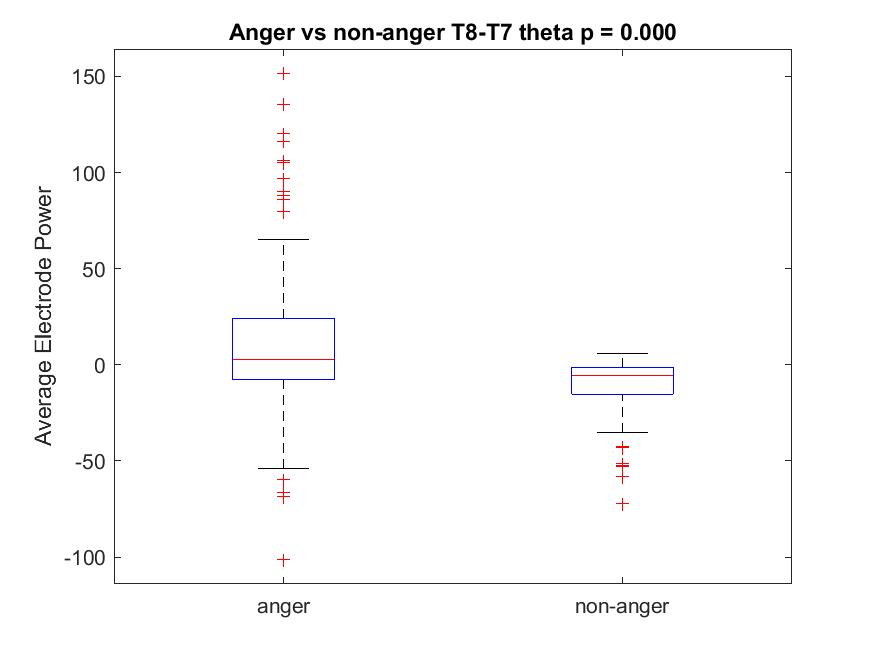 Anger vs non-anger T8-T7 theta p = 0.000
Average Electrode Power
150
100
50
0
-50
-100
anger
non-anger